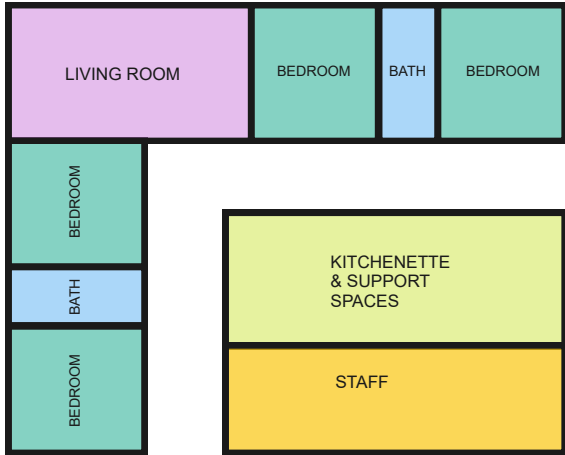 LIVING ROOM
BEDROOM
BATH
BEDROOM
BEDROOM
BATH
BEDROOM
KITCHENETTE
& SUPPORT
SPACES
STAFF